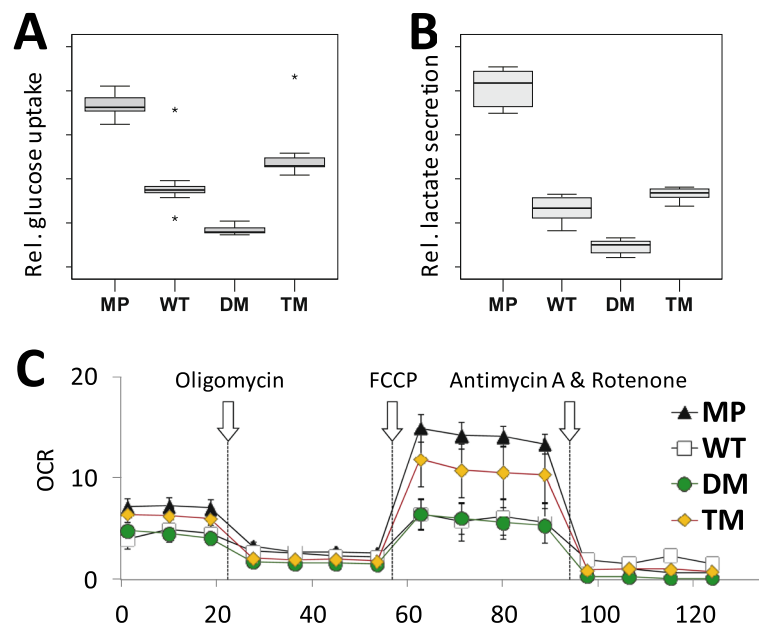 A
B
Rel. glucose uptake
*
*
*
MP WT DM TM
Rel. lactate secretion
MP WT DM TM
C
20
10
0
OCR
Oligomycin
FCCP
Antimycin A & Rotenone
MP
WT
DM
TM
0 20 40 60 80 100 120